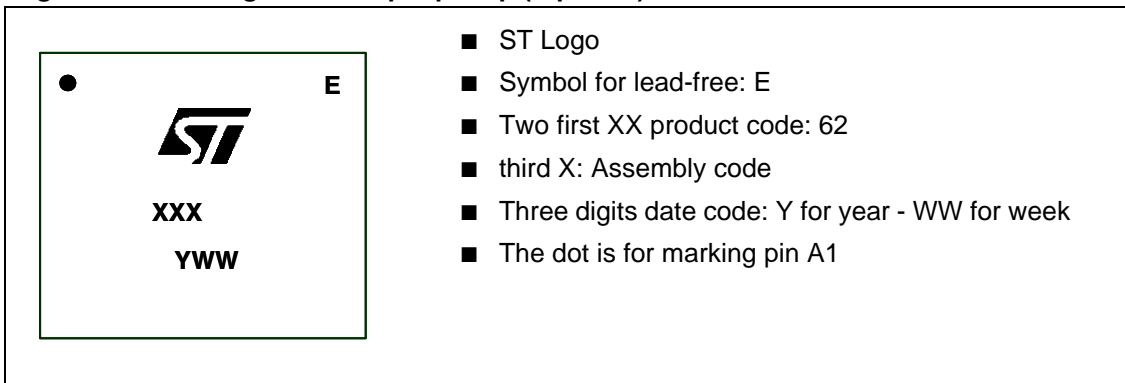 E
ST
XXX
YWW
■ ST Logo
■ Symbol for lead-free: E
■ Two first XX product code: 62
■ third X: Assembly code
■ Three digits date code: Y for year - WW for week
■ The dot is for marking pin A1